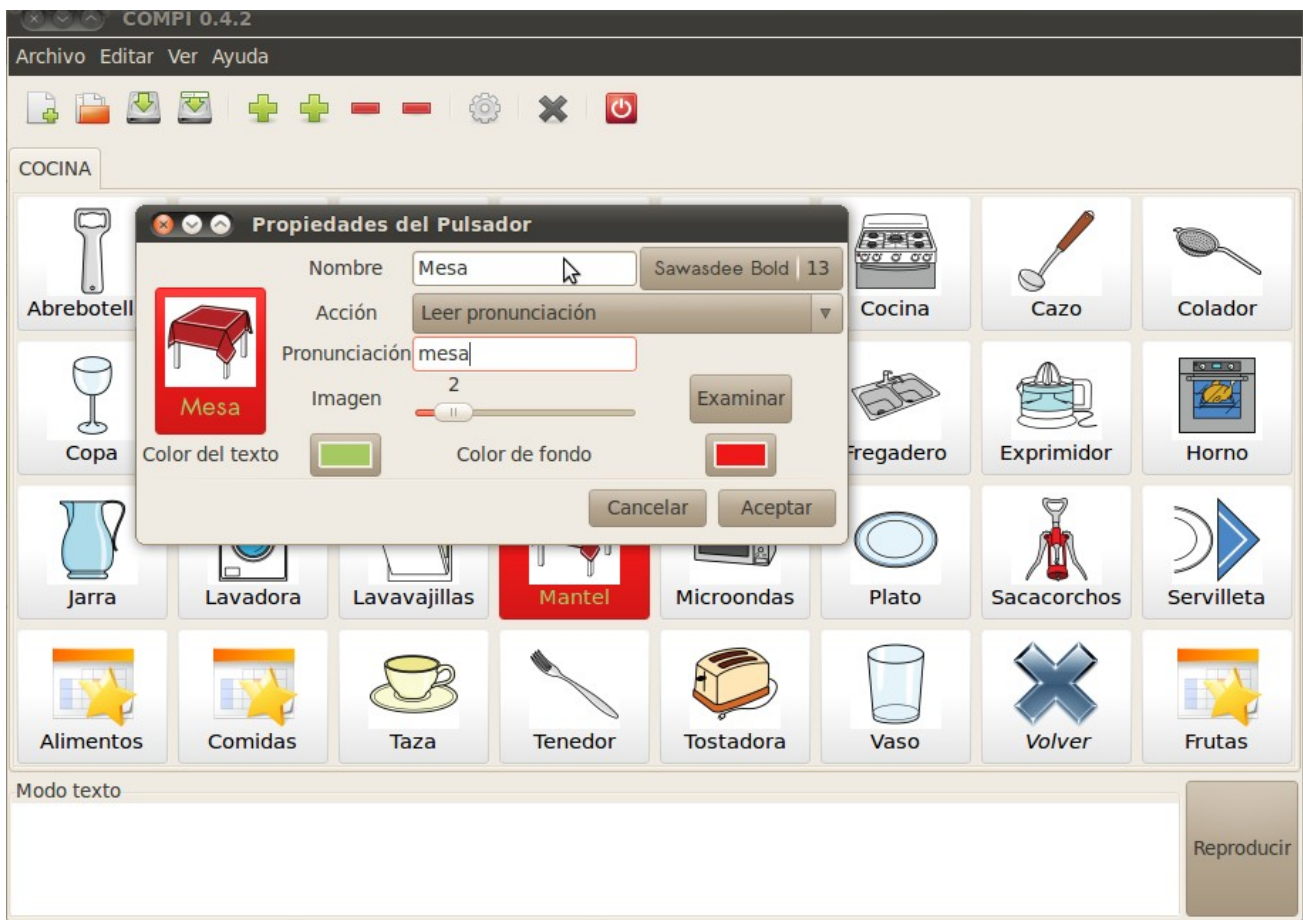 COMPI 0.4.2
Archivo Editar Ver Ayuda
COCINA
Propiedades del Pulsador
Nombre Mesa Sawasdee Bold 13
Acción Leer pronunciación
Pronunciación mesa
Imagen 2 Examinar
Mesa
Color del texto Color de fondo
Cancelar Aceptar
Abrebotell Cocina Cazo Colador
Copa Fregadero Exprimidor Horno
Jarra Lavadora Lavavajillas Mantel Microondas Plato Sacacorchos Servilleta
Alimentos Comidas Taza Tenedor Tostadora Vaso Volver Frutas
Modo texto
Reproducir